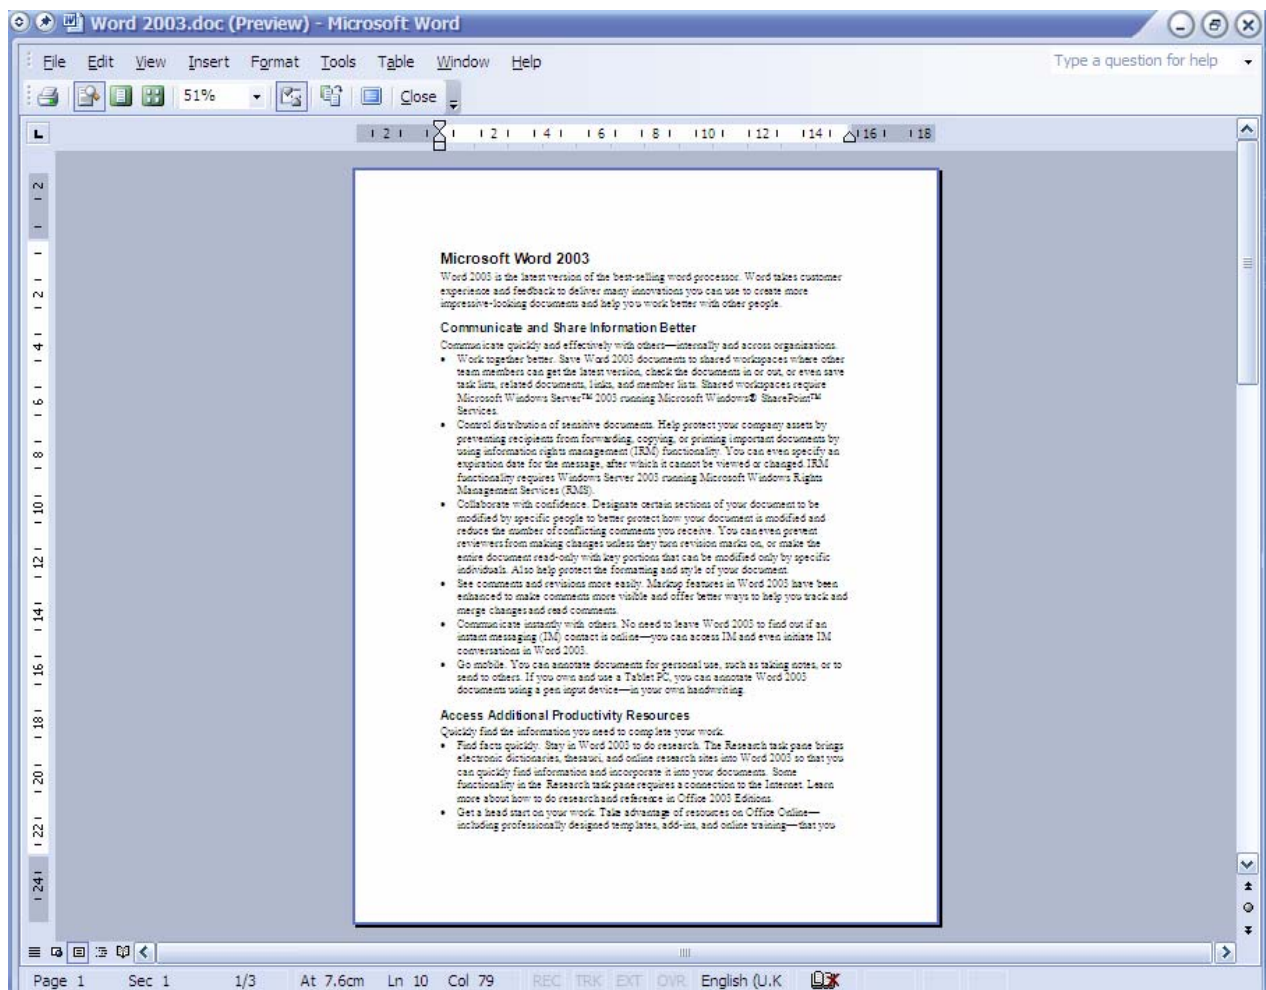 Word 2003.doc (Preview) - Microsoft Word
File Edit View Insert Format Tools Table Window Help
Type a question for help
51% Close
2 2 4 6 8 10 12 14 16 18
Microsoft Word 2003
Word 2003 is the latest version of the best-selling word processor. Word takes customer
experience and feedback to deliver many innovations you can use to create more
impressive-looking documents and help you work better with other people.
Communicate and Share Information Better
Communicate quickly and effectively with others—internally and across organizations.
• Work together better. Save Word 2003 documents to shared workspaces where other
team members can get the latest version, check the documents in or out, or even save
task lists, related documents, links, and member lists. Shared workspaces require
Microsoft Windows Server™ 2003 running Microsoft Windows® SharePoint™
Services.
• Control distribution of sensitive documents. Help protect your company assets by
preventing recipients from forwarding, copying, or printing important documents by
using information rights management (IRM) functionality. You can even specify an
expiration date for the message, after which it cannot be viewed or changed. IRM
functionality requires Windows Server 2003 running Microsoft Windows Rights
Management Services (RMS).
• Collaborate with confidence. Designate certain sections of your document to be
modified by specific people to better protect how your document is modified and
reduce the number of conflicting comments you receive. You can even prevent
reviewers from making changes unless they turn revision marks on, or make the
entire document read-only with key portions that can be modified only by specific
individuals. Also help protect the formatting and style of your document.
• See comments and revisions more easily. Markup features in Word 2003 have been
enhanced to make comments more visible and offer better ways to help you track and
merge changes and read comments.
• Communicate instantly with others. No need to leave Word 2003 to find out if an
instant messaging (IM) contact is online—you can access IM and even initiate IM
conversations in Word 2003.
• Go mobile. You can annotate documents for personal use, such as taking notes, or to
send to others. If you own and use a Tablet PC, you can annotate Word 2003
documents using a pen input device—in your own handwriting.
Access Additional Productivity Resources
Quickly find the information you need to complete your work.
• Find facts quickly. Stay in Word 2003 to do research. The Research task pane brings
electronic dictionaries, thesauri, and online research sites into Word 2003 so that you
can quickly find information and incorporate it into your documents. Some
functionality in the Research task pane requires a connection to the Internet. Learn
more about how to do research and reference in Office 2003 Editions.
• Get a head start on your work. Take advantage of resources on Office Online—
including professionally designed templates, add-ins, and online training—that you
2
2
4
6
8
10
12
14
16
18
20
22
24
Page 1 Sec 1 1/3 At 7.6cm Ln 10 Col 79 REC TRK EXT OVR English (U.K